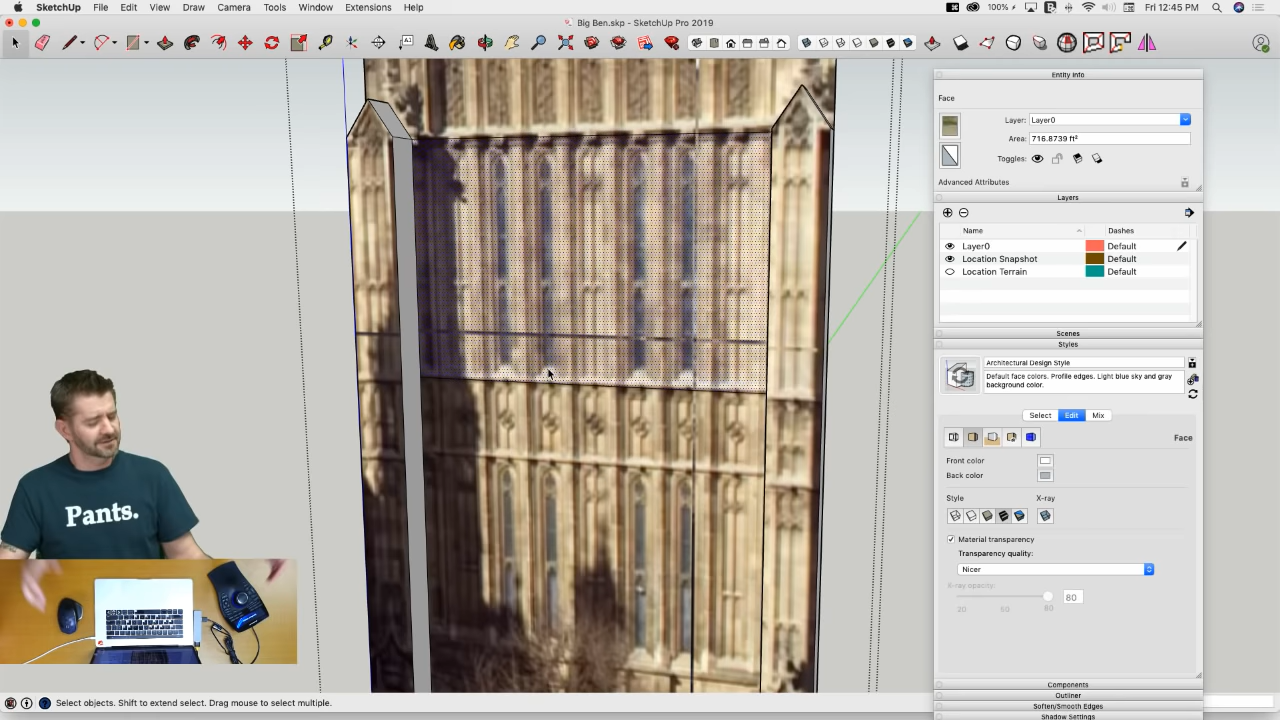 SketchUp File Edit View Draw Camera Tools Window Extensions Help
100% Fri 12:45 PM
Big Ben.skp - SketchUp Pro 2019
Entity Info
Face
Layer: Layer0
Area: 716.8739 ft²
Toggles:
Advanced Attributes
Layers
Name Dashes
Layer0 Default
Location Snapshot Default
Location Terrain Default
Scenes
Styles
Architectural Design Style
Default face colors. Profile edges. Light blue sky and gray
background color.
Select Edit Mix
Face
Front color
Back color
Style X-ray
Material transparency
Transparency quality:
Nicer
X-ray opacity:
80
20 60 80
Components
Outliner
Soften/Smooth Edges
Shadow Settings
Pants.
Select objects. Shift to extend select. Drag mouse to select multiple.